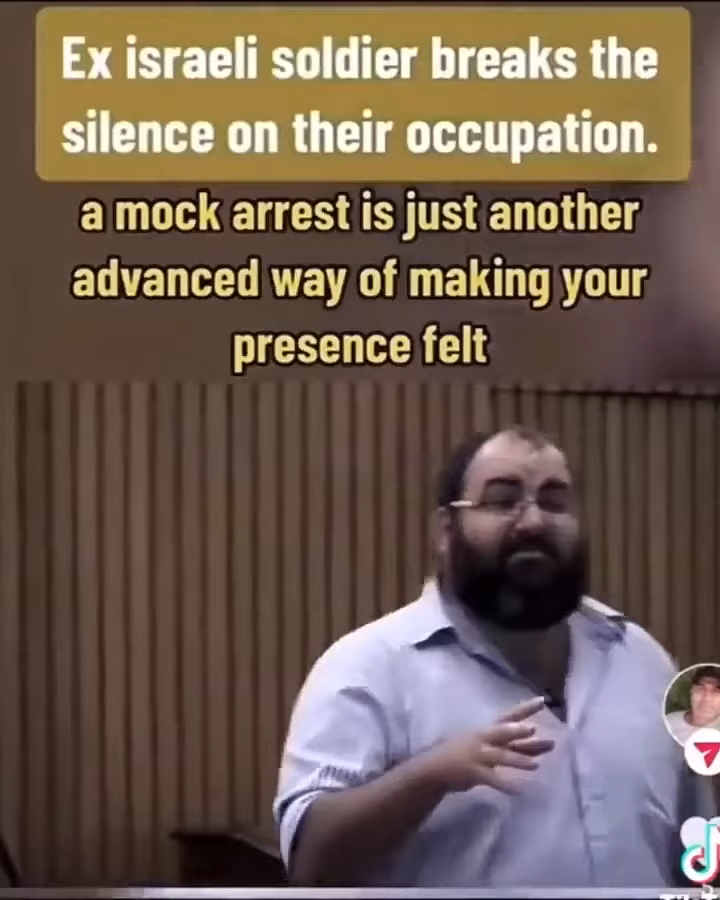 Ex israeli soldier breaks the
silence on their occupation.
a mock arrest is just another
advanced way of making your
presence felt